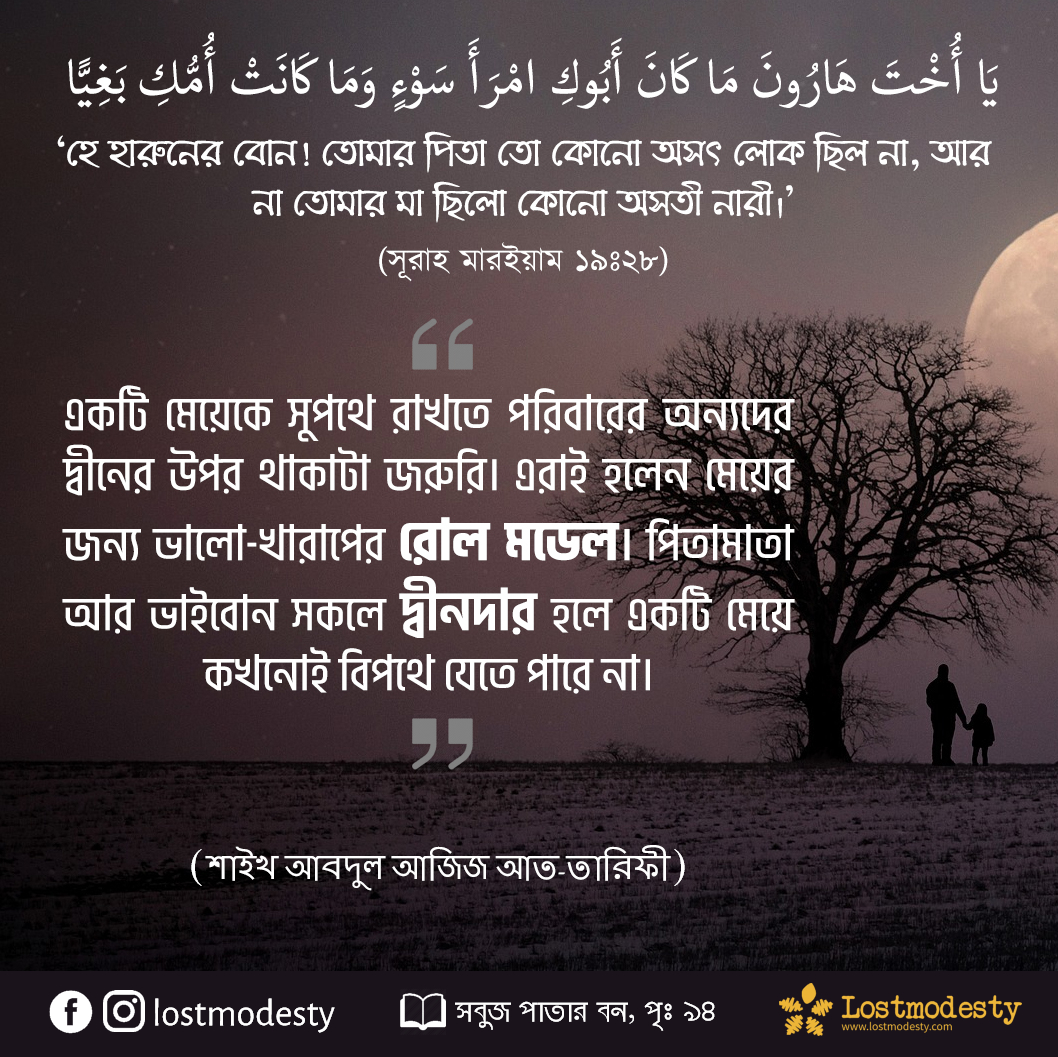 يَا أُخْتَ هَارُونَ مَا كَانَ أَبُوكِ امْرَأَ سَوْءٍ وَمَا كَانَتْ أُمُّكِ بَغِيًّا
‘হে হারুনের বোন! তোমার পিতা তো কোনো অসৎ লোক ছিল না, আর
না তোমার মা ছিলো কোনো অসতী নারী।’
(সূরাহ মারইয়াম ১৯ঃ২৮)
“
একটি মেয়েকে সুপথে রাখতে পরিবারের অন্যদের
দ্বীনের উপর থাকাটা জরুরি। এরাই হলেন মেয়ের
জন্য ভালো-খারাপের রোল মডেল। পিতামাতা
আর ভাইবোন সকলে দ্বীনদার হলে একটি মেয়ে
কখনোই বিপথে যেতে পারে না।
”
(শাইখ আবদুল আজিজ আত-তারিফী)
lostmodesty
সবুজ পাতার বন, পৃঃ ৯৪
Lostmodesty
www.lostmodesty.com